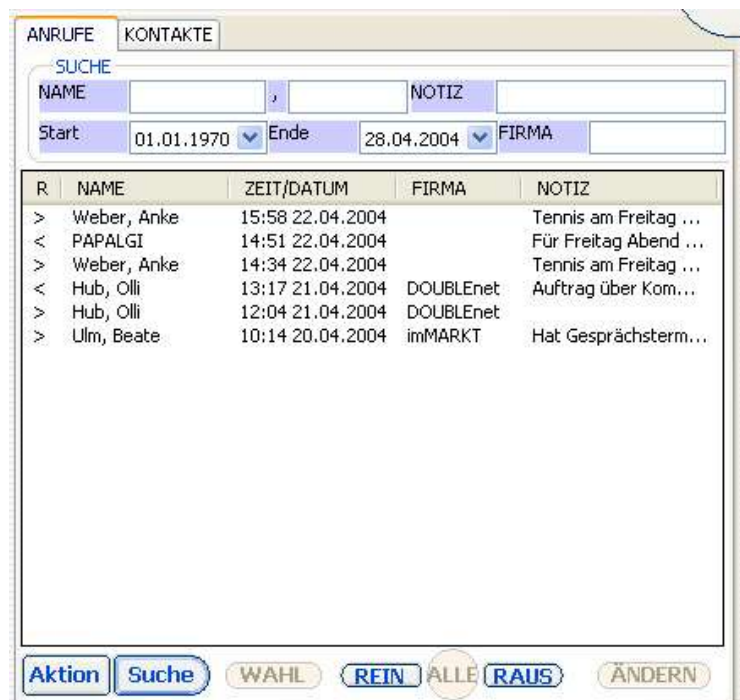 ANRUFE KONTAKTE
SUCHE
NAME , NOTIZ
Start 01.01.1970 Ende 28.04.2004 FIRMA
R NAME ZEIT/DATUM FIRMA NOTIZ
> Weber, Anke 15:58 22.04.2004 Tennis am Freitag ...
< PAPALGI 14:51 22.04.2004 Für Freitag Abend ...
> Weber, Anke 14:34 22.04.2004 Tennis am Freitag ...
< Hub, Olli 13:17 21.04.2004 DOUBLEnet Auftrag über Kom...
> Hub, Olli 12:04 21.04.2004 DOUBLEnet
> Ulm, Beate 10:14 20.04.2004 imMARKT Hat Gesprächsterm...
Aktion Suche WAHL REIN ALLE RAUS ÄNDERN